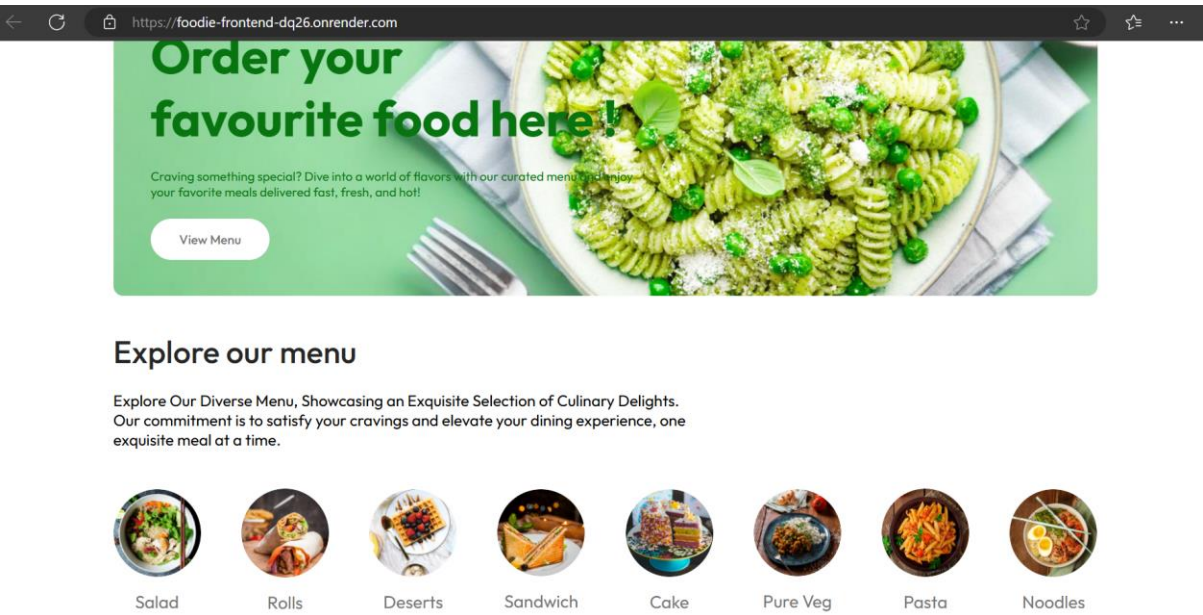 https://foodie-frontend-dq26.onrender.com
Order your
favourite food here !
Craving something special? Dive into a world of flavors with our curated menu and enjoy
your favorite meals delivered fast, fresh, and hot!
View Menu
Explore our menu
Explore Our Diverse Menu, Showcasing an Exquisite Selection of Culinary Delights.
Our commitment is to satisfy your cravings and elevate your dining experience, one
exquisite meal at a time.
Salad Rolls Deserts Sandwich Cake Pure Veg Pasta Noodles